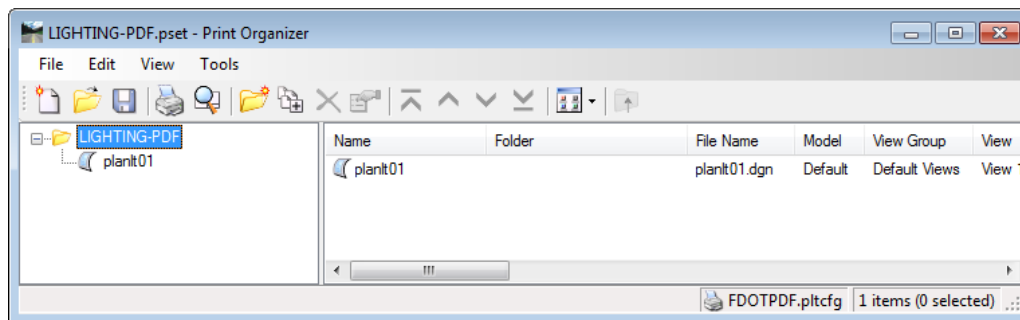 LIGHTING-PDF.pset - Print Organizer
File Edit View Tools
LIGHTING-PDF
planlt01
Name Folder File Name Model View Group View
planlt01 planlt01.dgn Default Default Views View
FDOTPDF.pltcfg 1 items (0 selected)